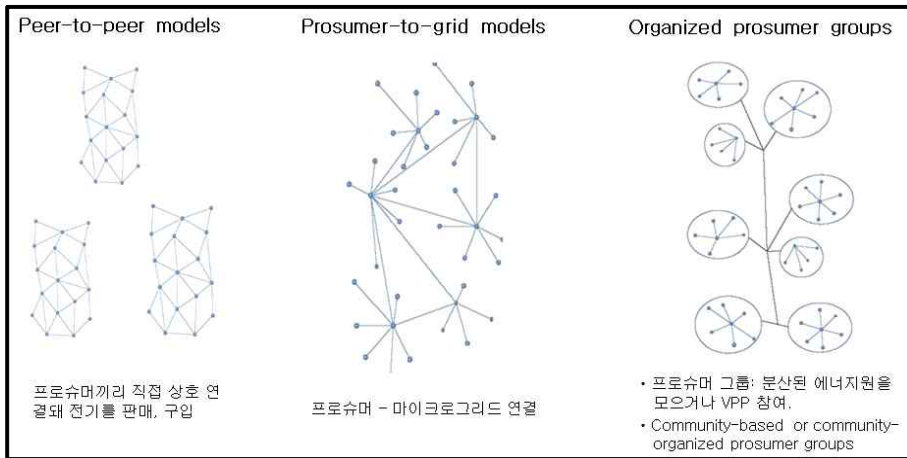 Peer-to-peer models
Prosumer-to-grid models
Organized prosumer groups
프로슈머끼리 직접 상호 연
결돼 전기를 판매, 구입
프로슈머 - 마이크로그리드 연결
• 프로슈머 그룹: 분산된 에너지원을
모으거나 VPP 참여.
• Community-based or community-
organized prosumer groups